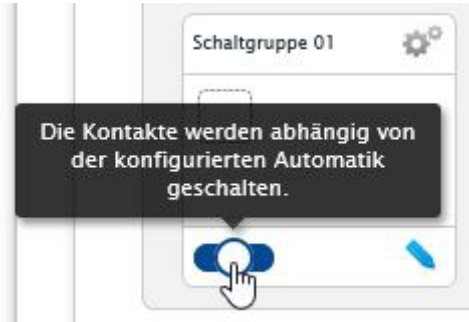 Schaltgruppe 01
Die Kontakte werden abhängig von
der konfigurierten Automatik
geschalten.